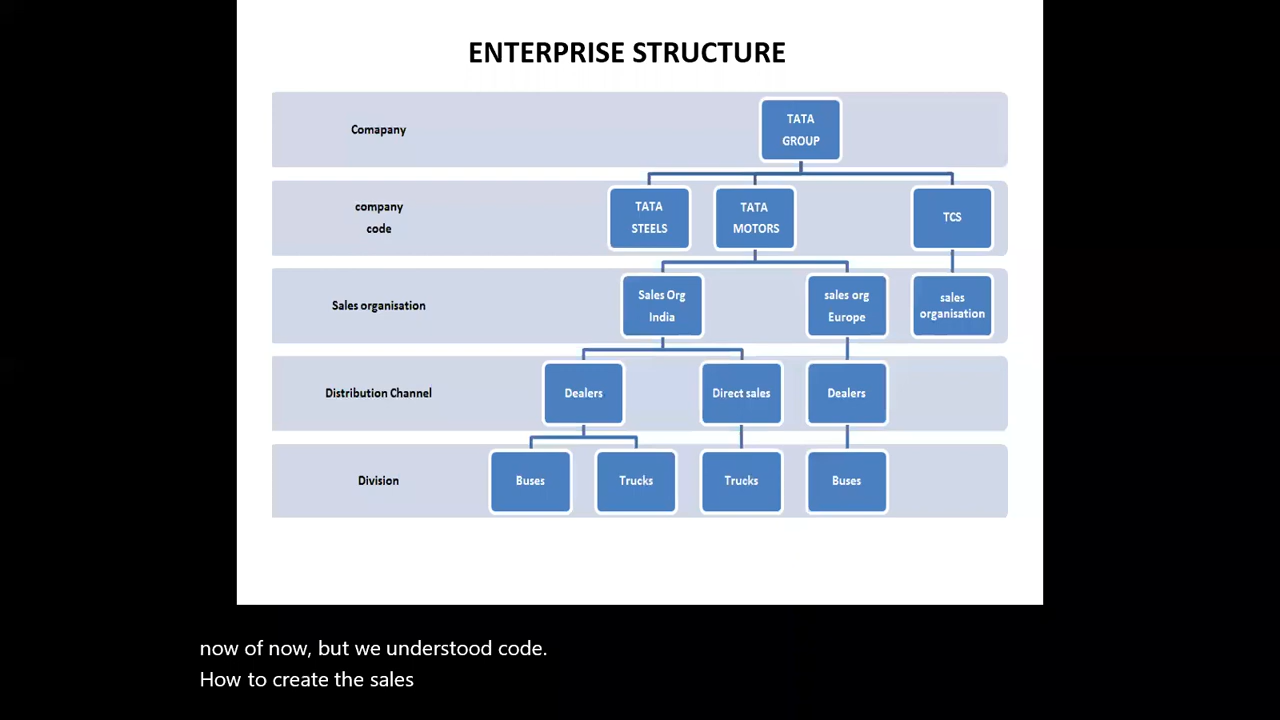 ENTERPRISE STRUCTURE
Comapany
TATA
GROUP
company
code
TATA
STEELS
TATA
MOTORS
TCS
Sales organisation
Sales Org
India
sales org
Europe
sales
organisation
Distribution Channel
Dealers
Direct sales
Dealers
Division
Buses
Trucks
Trucks
Buses
now of now, but we understood code.
How to create the sales